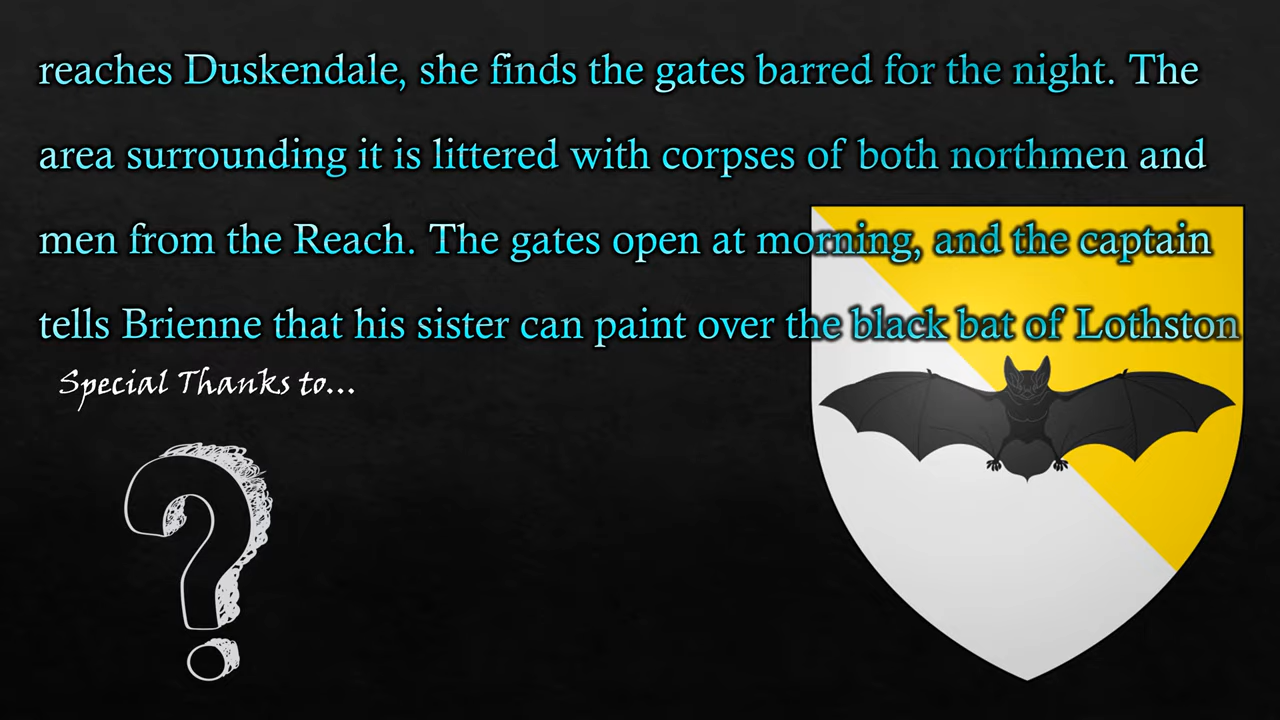 reaches Duskendale, she finds the gates barred for the night. The
area surrounding it is littered with corpses of both northmen and
men from the Reach. The gates open at morning, and the captain
tells Brienne that his sister can paint over the black bat of Lothston
Special Thanks to...
?